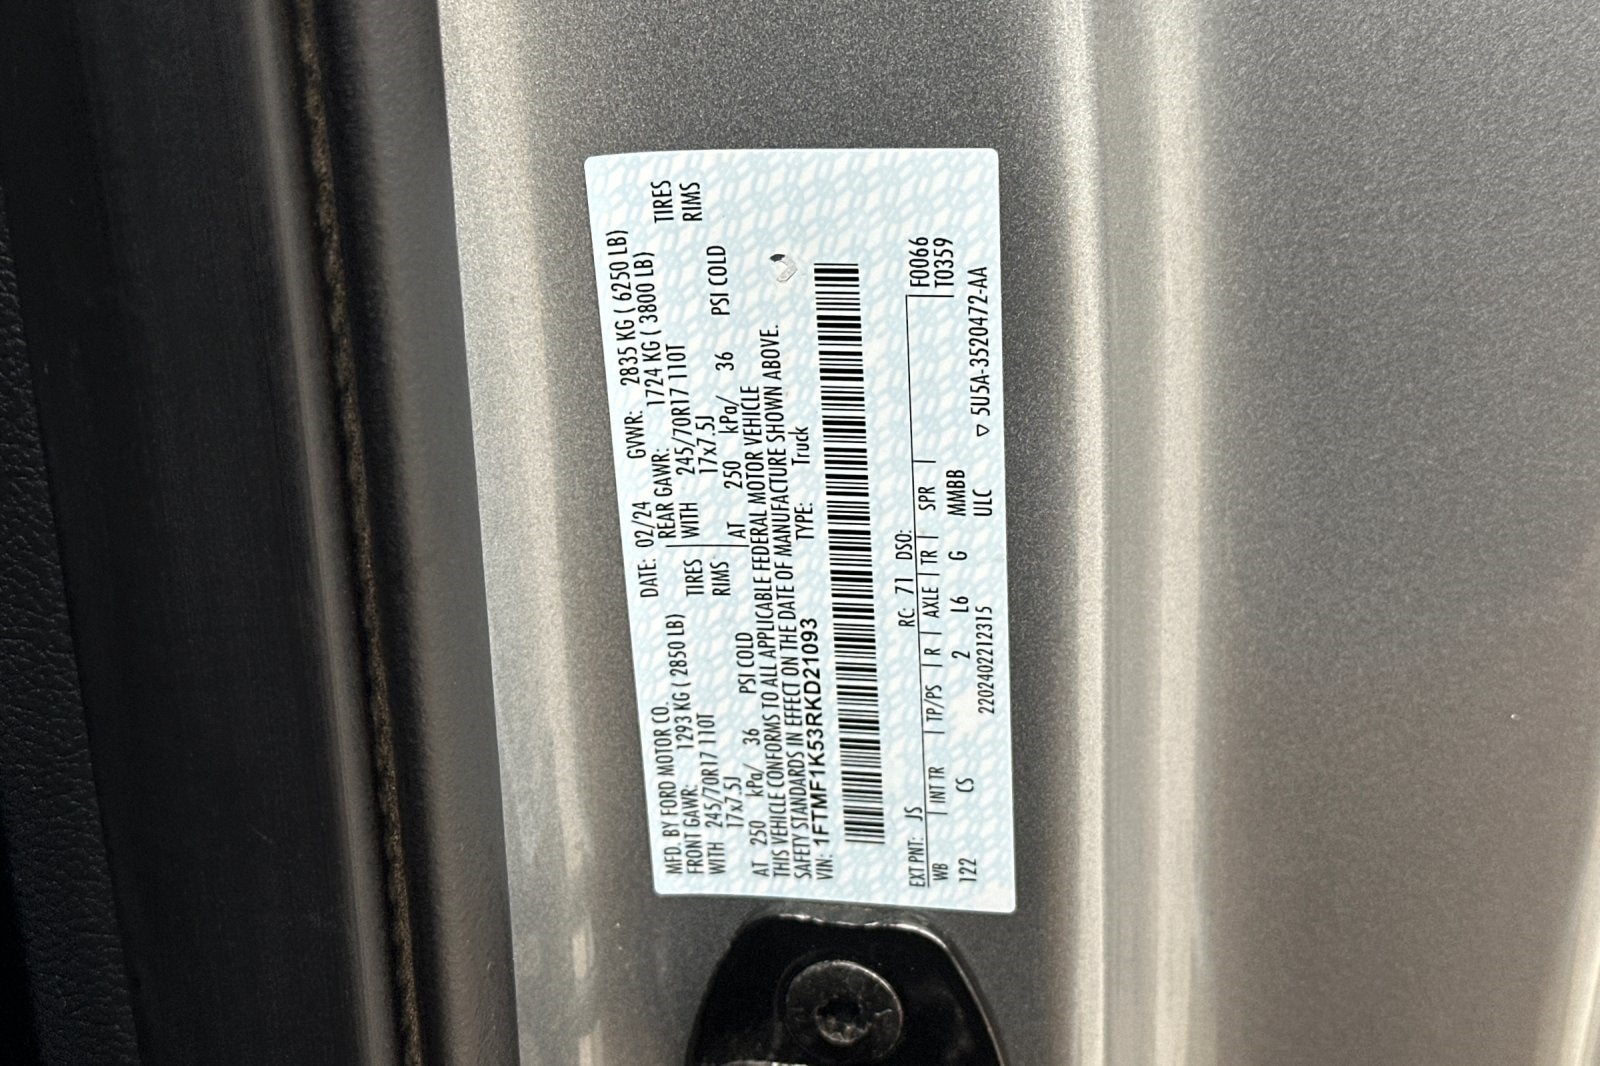 MFD. BY FORD MOTOR CO.
DATE: 02/24 GVWR: 2835 KG ( 6250 LB)
FRONT GAWR: 1293 KG ( 2850 LB) REAR GAWR: 1724 KG ( 3800 LB)
WITH 245/70R17 110T TIRES WITH 245/70R17 110T TIRES
17x7.5J RIMS 17x7.5J RIMS
AT 250 kPa/ 36 PSI COLD AT 250 kPa/ 36 PSI COLD
THIS VEHICLE CONFORMS TO ALL APPLICABLE FEDERAL MOTOR VEHICLE
SAFETY STANDARDS IN EFFECT ON THE DATE OF MANUFACTURE SHOWN ABOVE.
VIN: 1FTMF1K53RKD21093 TYPE: Truck
EXT PNT: JS RC: 71 DSO: F0066
WB INT TR TP/PS R AXLE TR SPR T0359
122 CS 2 L6 G MMBB
22024022212315 ULC ▽ 5U5A-3520472-AA